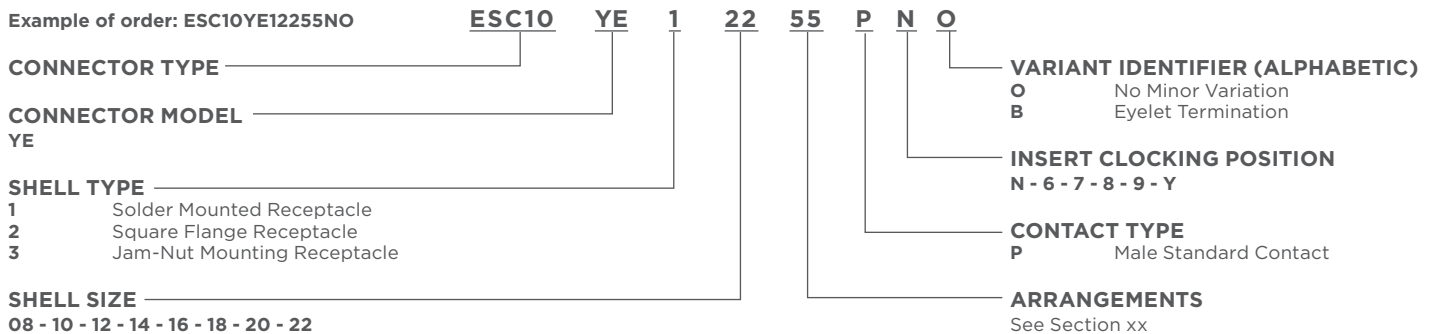 Example of order: ESC10YE12255NO
ESC10 YE 1 22 55 P N O
CONNECTOR TYPE
CONNECTOR MODEL
YE
SHELL TYPE
1 Solder Mounted Receptacle
2 Square Flange Receptacle
3 Jam-Nut Mounting Receptacle
SHELL SIZE
08 - 10 - 12 - 14 - 16 - 18 - 20 - 22
VARIANT IDENTIFIER (ALPHABETIC)
O No Minor Variation
B Eyelet Termination
INSERT CLOCKING POSITION
N - 6 - 7 - 8 - 9 - Y
CONTACT TYPE
P Male Standard Contact
ARRANGEMENTS
See Section xx